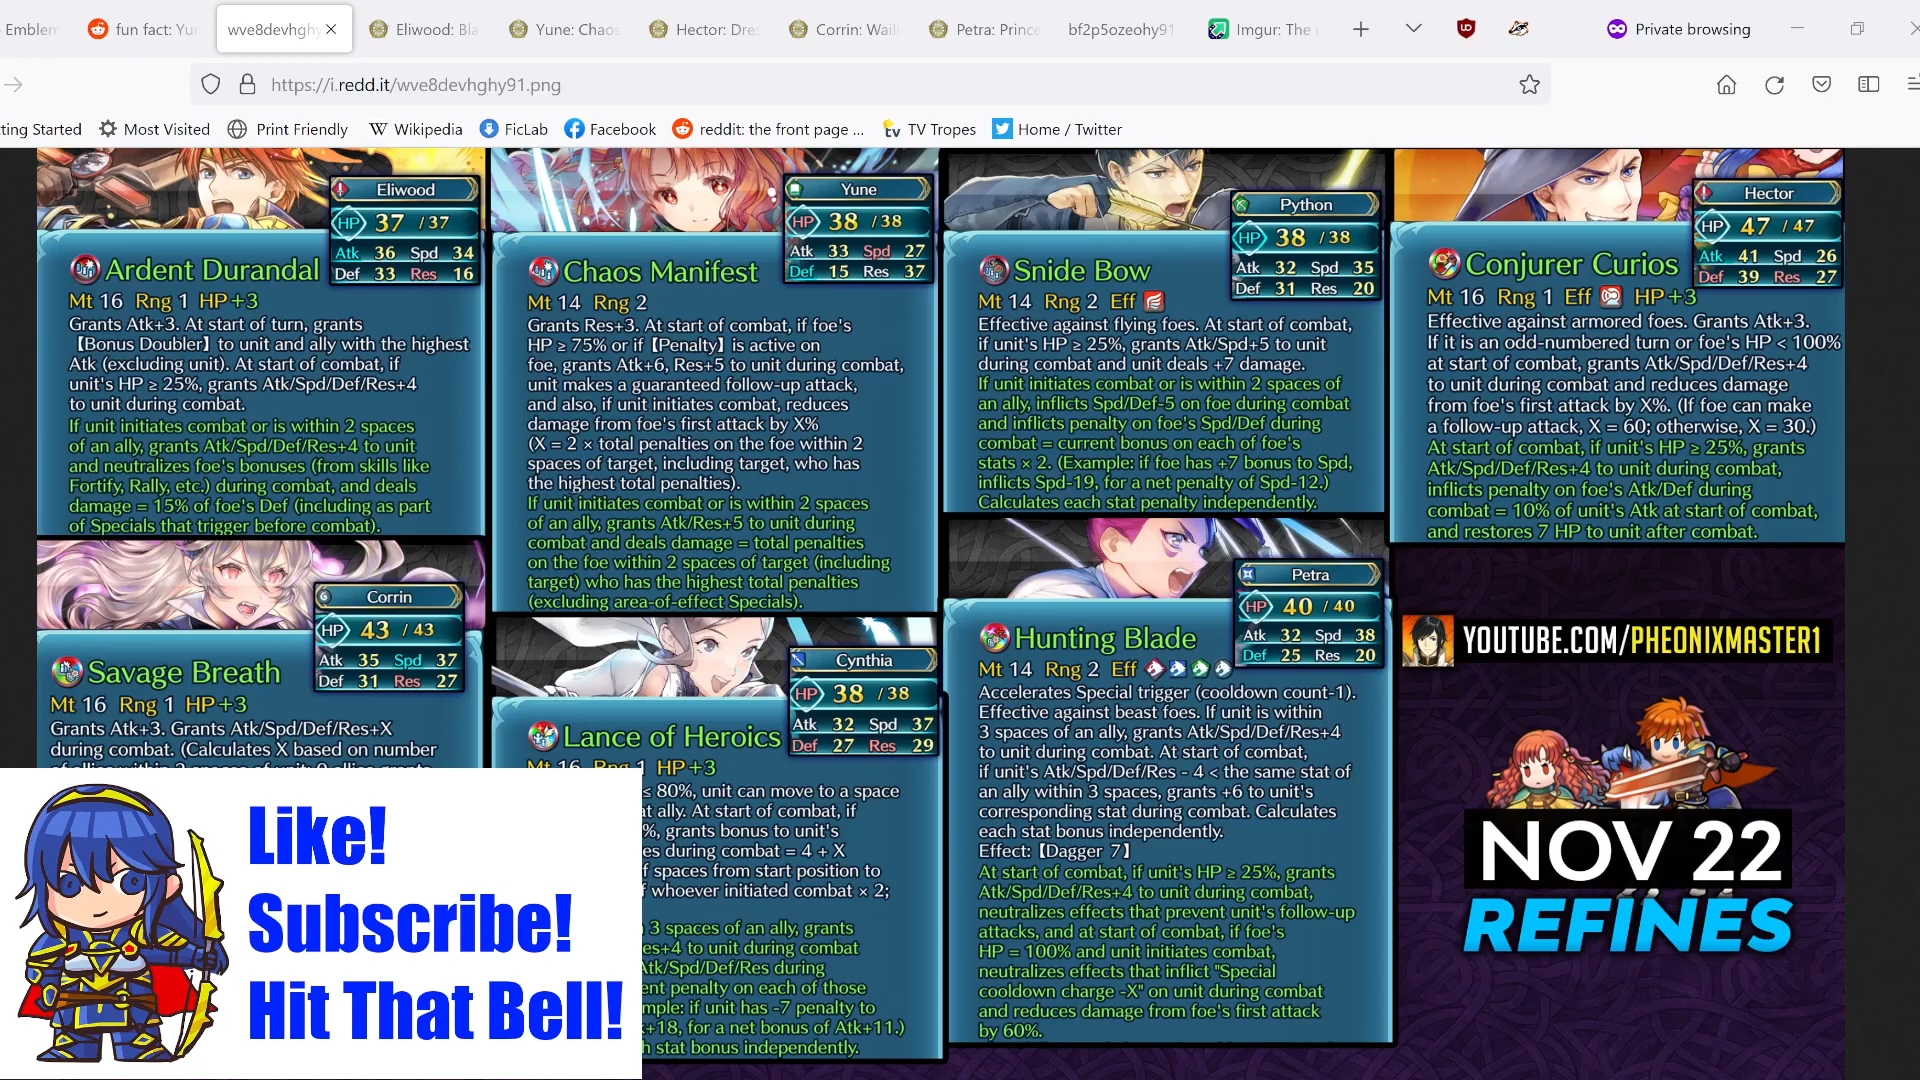 Emblem
fun fact: Yun
wve8devhghy
Eliwood: Bla
Yune: Chaos
Hector: Dres
Corrin: Waili
Petra: Prince
bf2p5ozeohy91
Imgur: The
Private browsing
https://i.redd.it/wve8devhghy91.png
ting Started
Most Visited
Print Friendly
Wikipedia
FicLab
Facebook
reddit: the front page ...
TV Tropes
Home / Twitter
Eliwood
HP 37 / 37
Atk 36 Spd 34
Def 33 Res 16
Ardent Durandal
Mt 16 Rng 1 HP+3
Grants Atk+3. At start of turn, grants
【Bonus Doubler】to unit and ally with the highest
Atk (excluding unit). At start of combat, if
unit's HP ≥ 25%, grants Atk/Spd/Def/Res+4
to unit during combat.
If unit initiates combat or is within 2 spaces
of an ally, grants Atk/Spd/Def/Res+4 to unit
and neutralizes foe's bonuses (from skills like
Fortify, Rally, etc.) during combat, and deals
damage = 15% of foe's Def (including as part
of Specials that trigger before combat).
Corrin
HP 43 / 43
Atk 35 Spd 37
Def 31 Res 27
Savage Breath
Mt 16 Rng 1 HP+3
Grants Atk+3. Grants Atk/Spd/Def/Res+X
during combat. (Calculates X based on number
Like!
Subscribe!
Hit That Bell!
Yune
HP 38 / 38
Atk 33 Spd 27
Def 15 Res 37
Chaos Manifest
Mt 14 Rng 2
Grants Res+3. At start of combat, if foe's
HP ≥ 75% or if【Penalty】is active on
foe, grants Atk+6, Res+5 to unit during combat,
unit makes a guaranteed follow-up attack,
and also, if unit initiates combat, reduces
damage from foe's first attack by X%
(X = 2 × total penalties on the foe within 2
spaces of target, including target, who has
the highest total penalties).
If unit initiates combat or is within 2 spaces
of an ally, grants Atk/Res+5 to unit during
combat and deals damage = total penalties
on the foe within 2 spaces of target (including
target) who has the highest total penalties
(excluding area-of-effect Specials).
Cynthia
HP 38 / 38
Atk 32 Spd 37
Def 27 Res 29
Lance of Heroics
Mt 16 Rng 1 HP+3
≤ 80%, unit can move to a space
at ally. At start of combat, if
%, grants bonus to unit's
es during combat = 4 + X
f spaces from start position to
f whoever initiated combat × 2;
3 spaces of an ally, grants
es+4 to unit during combat
tk/Spd/Def/Res during
ent penalty on each of those
mple: if unit has -7 penalty to
k+18, for a net bonus of Atk+11.)
h stat bonus independently.
Python
HP 38 / 38
Atk 32 Spd 35
Def 31 Res 20
Snide Bow
Mt 14 Rng 2 Eff
Effective against flying foes. At start of combat,
if unit's HP ≥ 25%, grants Atk/Spd+5 to unit
during combat and unit deals +7 damage.
If unit initiates combat or is within 2 spaces of
an ally, inflicts Spd/Def-5 on foe during combat
and inflicts penalty on foe's Spd/Def during
combat = current bonus on each of foe's
stats × 2. (Example: if foe has +7 bonus to Spd,
inflicts Spd-19, for a net penalty of Spd-12.)
Calculates each stat penalty independently.
Petra
HP 40 / 40
Atk 32 Spd 38
Def 25 Res 20
Hunting Blade
Mt 14 Rng 2 Eff
Accelerates Special trigger (cooldown count-1).
Effective against beast foes. If unit is within
3 spaces of an ally, grants Atk/Spd/Def/Res+4
to unit during combat. At start of combat,
if unit's Atk/Spd/Def/Res - 4 < the same stat of
an ally within 3 spaces, grants +6 to unit's
corresponding stat during combat. Calculates
each stat bonus independently.
Effect:【Dagger 7】
At start of combat, if unit's HP ≥ 25%, grants
Atk/Spd/Def/Res+4 to unit during combat,
neutralizes effects that prevent unit's follow-up
attacks, and at start of combat, if foe's
HP = 100% and unit initiates combat,
neutralizes effects that inflict "Special
cooldown charge -X" on unit during combat
and reduces damage from foe's first attack
by 60%.
Hector
HP 47 / 47
Atk 41 Spd 26
Def 39 Res 27
Conjurer Curios
Mt 16 Rng 1 Eff HP+3
Effective against armored foes. Grants Atk+3.
If it is an odd-numbered turn or foe's HP < 100%
at start of combat, grants Atk/Spd/Def/Res+4
to unit during combat and reduces damage
from foe's first attack by X%. (If foe can make
a follow-up attack, X = 60; otherwise, X = 30.)
At start of combat, if unit's HP ≥ 25%, grants
Atk/Spd/Def/Res+4 to unit during combat,
inflicts penalty on foe's Atk/Def during
combat = 10% of unit's Atk at start of combat,
and restores 7 HP to unit after combat.
YOUTUBE.COM/PHEONIXMASTER1
NOV 22
REFINES